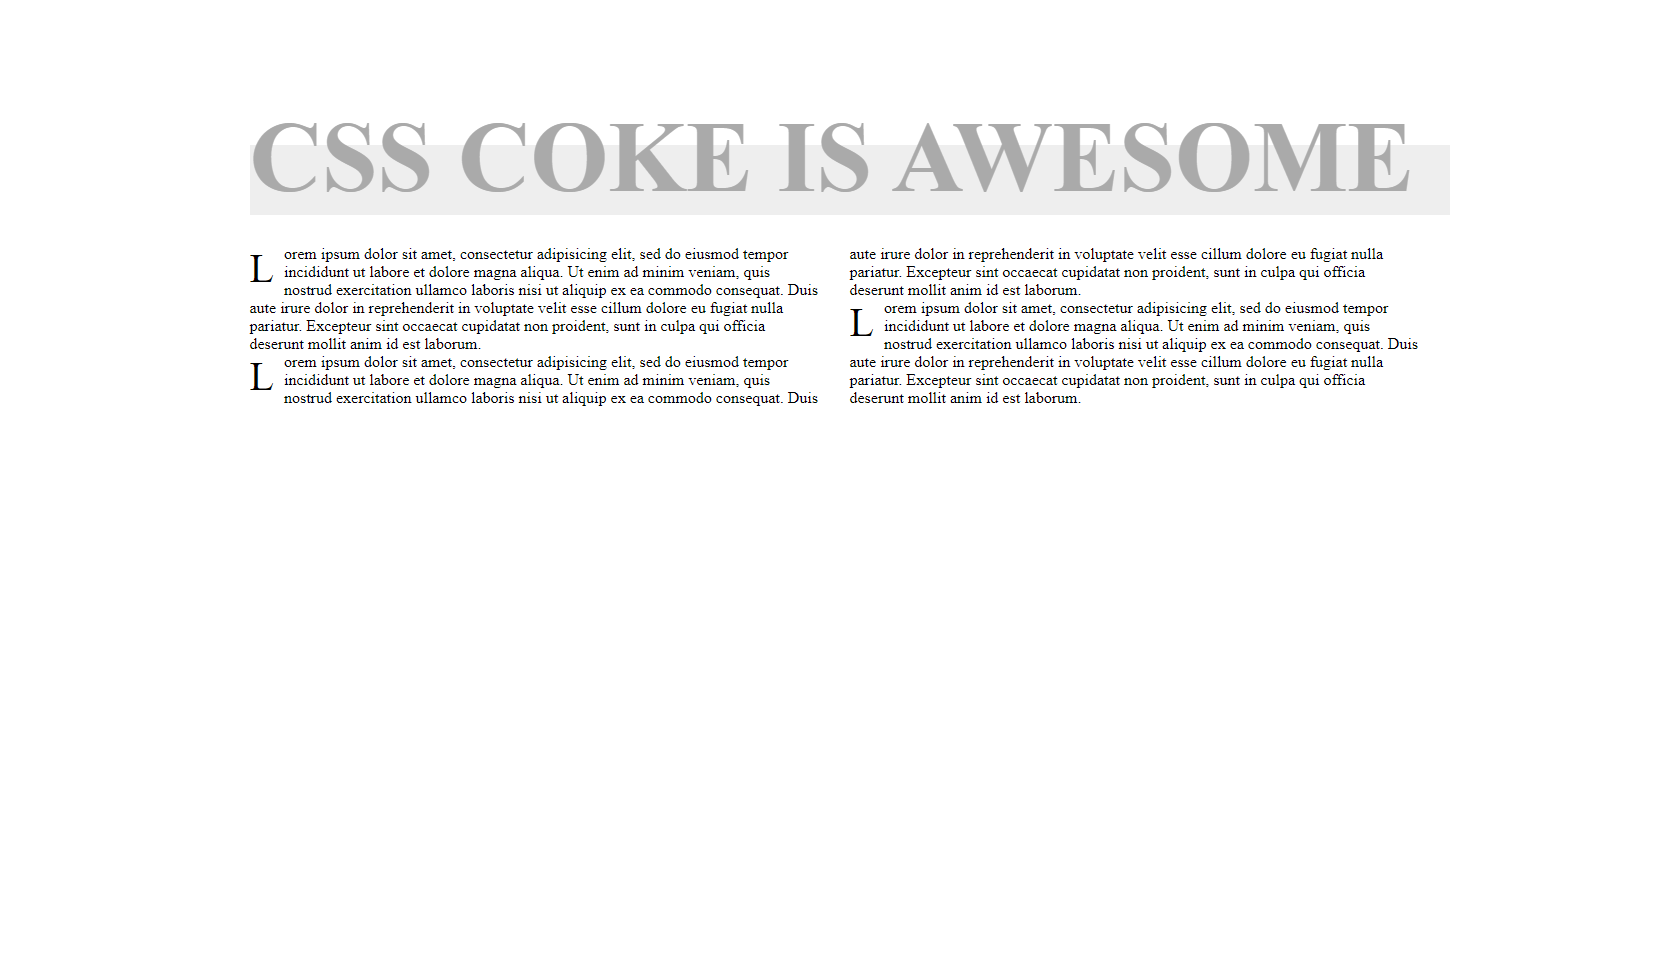 CSS COKE IS AWESOME
Lorem ipsum dolor sit amet, consectetur adipisicing elit, sed do eiusmod tempor
incididunt ut labore et dolore magna aliqua. Ut enim ad minim veniam, quis
nostrud exercitation ullamco laboris nisi ut aliquip ex ea commodo consequat. Duis
aute irure dolor in reprehenderit in voluptate velit esse cillum dolore eu fugiat nulla
pariatur. Excepteur sint occaecat cupidatat non proident, sunt in culpa qui officia
deserunt mollit anim id est laborum.
Lorem ipsum dolor sit amet, consectetur adipisicing elit, sed do eiusmod tempor
incididunt ut labore et dolore magna aliqua. Ut enim ad minim veniam, quis
nostrud exercitation ullamco laboris nisi ut aliquip ex ea commodo consequat. Duis
aute irure dolor in reprehenderit in voluptate velit esse cillum dolore eu fugiat nulla
pariatur. Excepteur sint occaecat cupidatat non proident, sunt in culpa qui officia
deserunt mollit anim id est laborum.
Lorem ipsum dolor sit amet, consectetur adipisicing elit, sed do eiusmod tempor
incididunt ut labore et dolore magna aliqua. Ut enim ad minim veniam, quis
nostrud exercitation ullamco laboris nisi ut aliquip ex ea commodo consequat. Duis
aute irure dolor in reprehenderit in voluptate velit esse cillum dolore eu fugiat nulla
pariatur. Excepteur sint occaecat cupidatat non proident, sunt in culpa qui officia
deserunt mollit anim id est laborum.